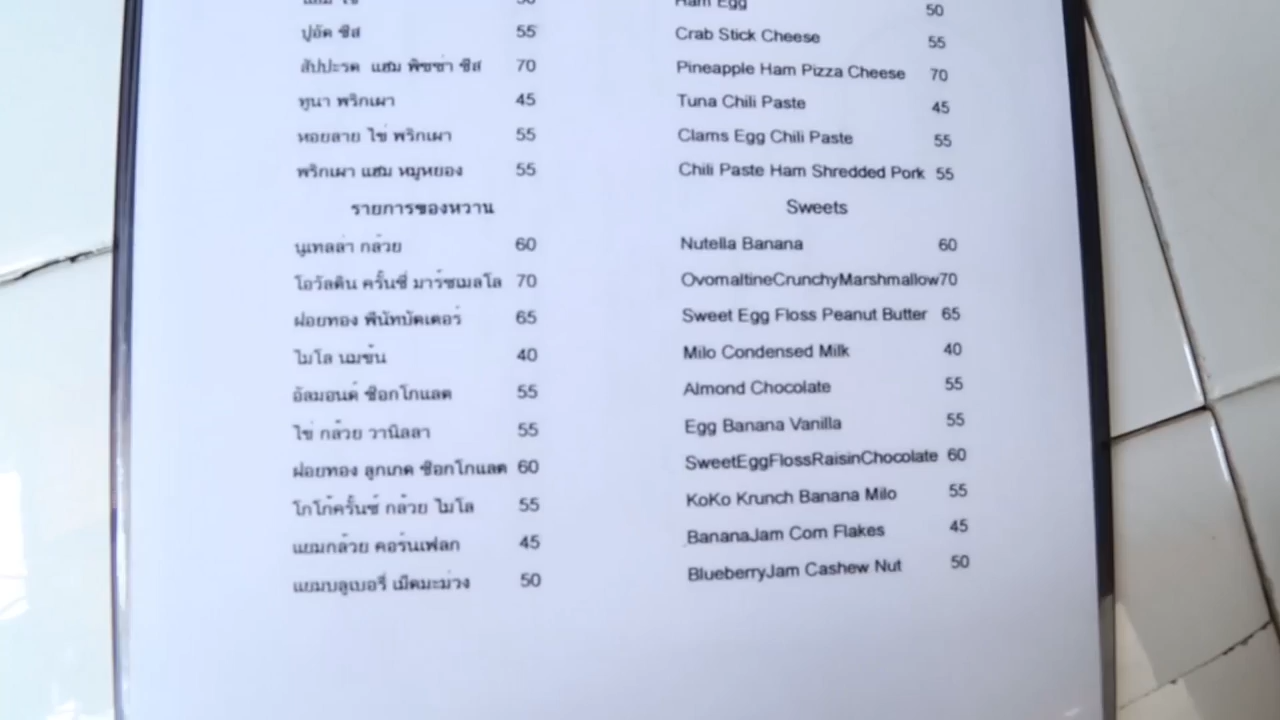 แฮม ไข่ 50 Ham Egg 50
ปูอัด ชีส 55 Crab Stick Cheese 55
สัปปะรด แฮม พิซซ่า ชีส 70 Pineapple Ham Pizza Cheese 70
ทูน่า พริกเผา 45 Tuna Chili Paste 45
หอยลาย ไข่ พริกเผา 55 Clams Egg Chili Paste 55
พริกเผา แฮม หมูหยอง 55 Chili Paste Ham Shredded Pork 55
รายการของหวาน Sweets
นูเทลล่า กล้วย 60 Nutella Banana 60
โอวัลติน ครั้นชี่ มาร์ชเมลโล 70 OvomaltineCrunchyMarshmallow70
ฝอยทอง พีนัทบัตเตอร์ 65 Sweet Egg Floss Peanut Butter 65
ไมโล นมข้น 40 Milo Condensed Milk 40
อัลมอนด์ ช๊อกโกแลต 55 Almond Chocolate 55
ไข่ กล้วย วานิลลา 55 Egg Banana Vanilla 55
ฝอยทอง ลูกเกด ช๊อกโกแลต 60 SweetEggFlossRaisinChocolate 60
โกโก้ครั้นช์ กล้วย ไมโล 55 KoKo Krunch Banana Milo 55
แยมกล้วย คอร์นเฟลก 45 BananaJam Corn Flakes 45
แยมบลูเบอรี่ เม็ดมะม่วง 50 BlueberryJam Cashew Nut 50